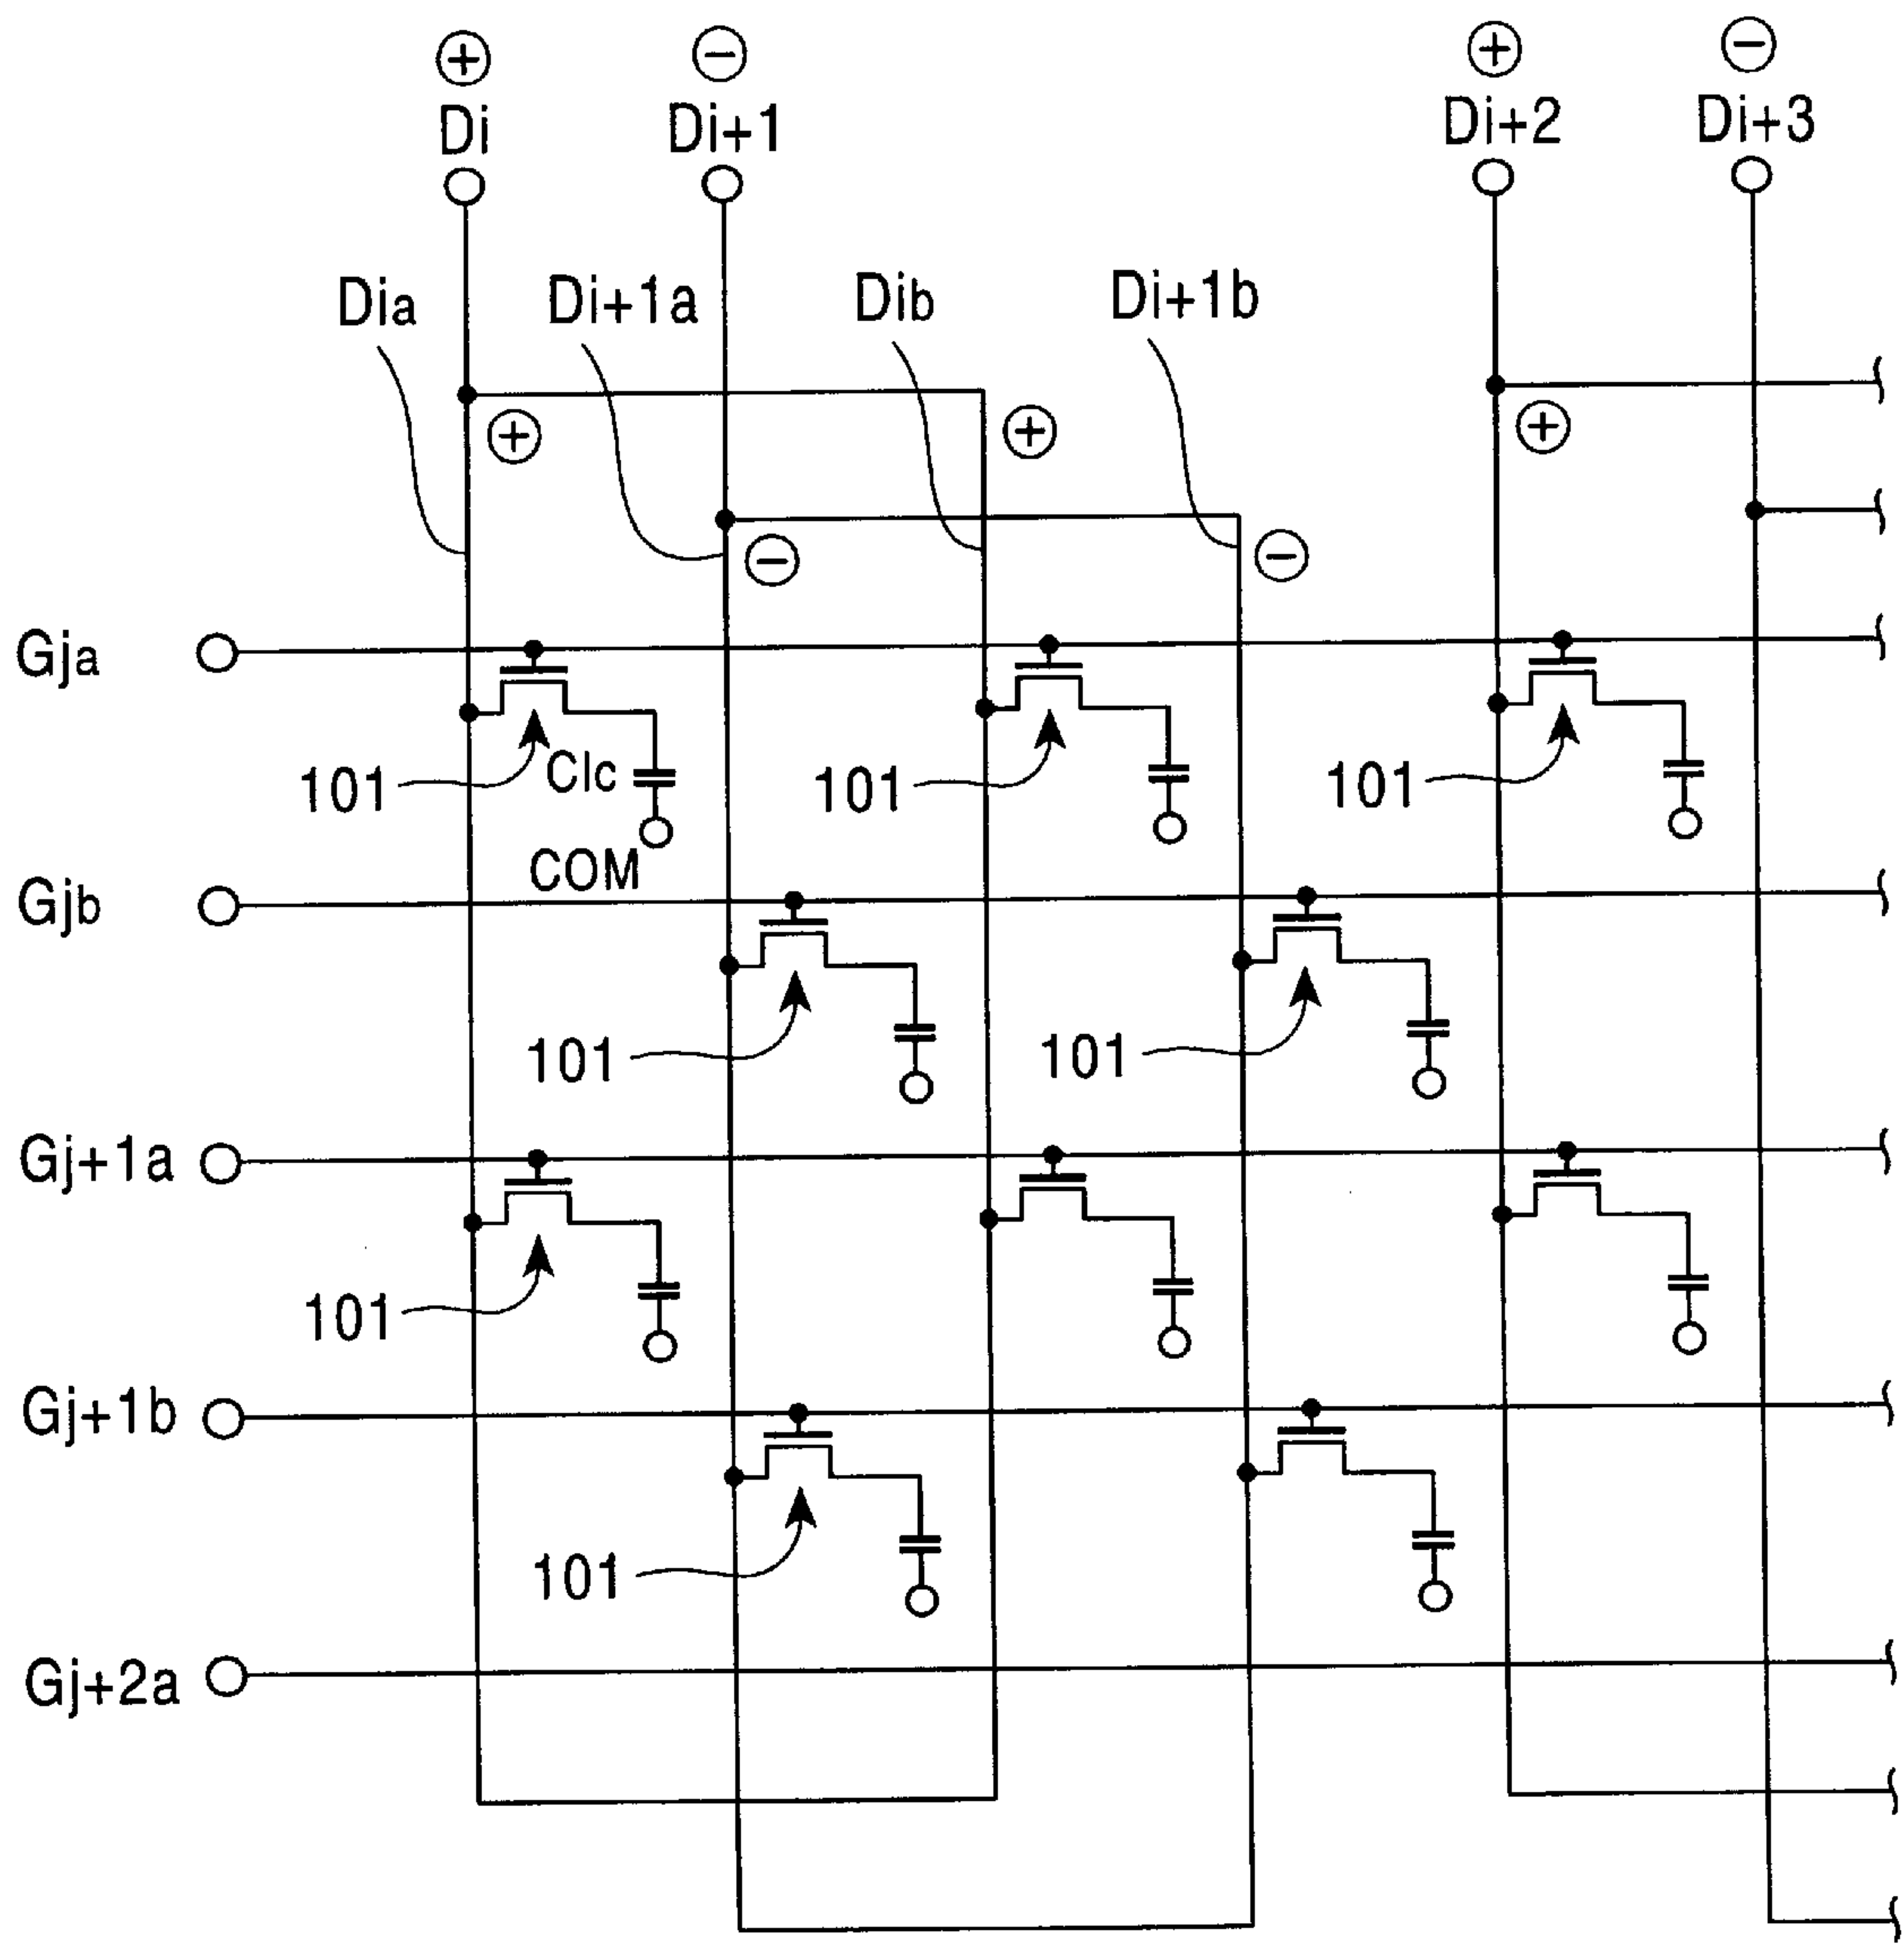 ⊕ ⊖ ⊕ ⊖
Di Di+1 Di+2 Di+3
Dia Di+1a Dib Di+1b
⊕ ⊕ ⊕
⊖ ⊖
Gja
101 Clc 101 101
COM
Gjb
101 101
Gj+1a
101
Gj+1b
101
Gj+2a